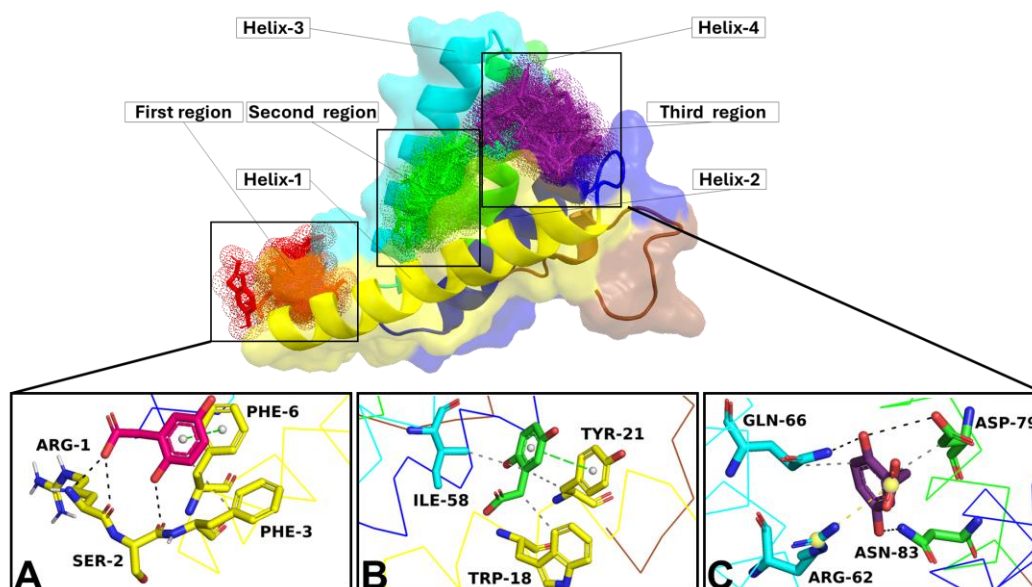 Helix-3
Helix-4
First region
Second region
Third region
Helix-1
Helix-2
PHE-6
ARG-1
PHE-3
SER-2
A
TYR-21
ILE-58
TRP-18
B
GLN-66
ASP-79
ASN-83
ARG-62
C